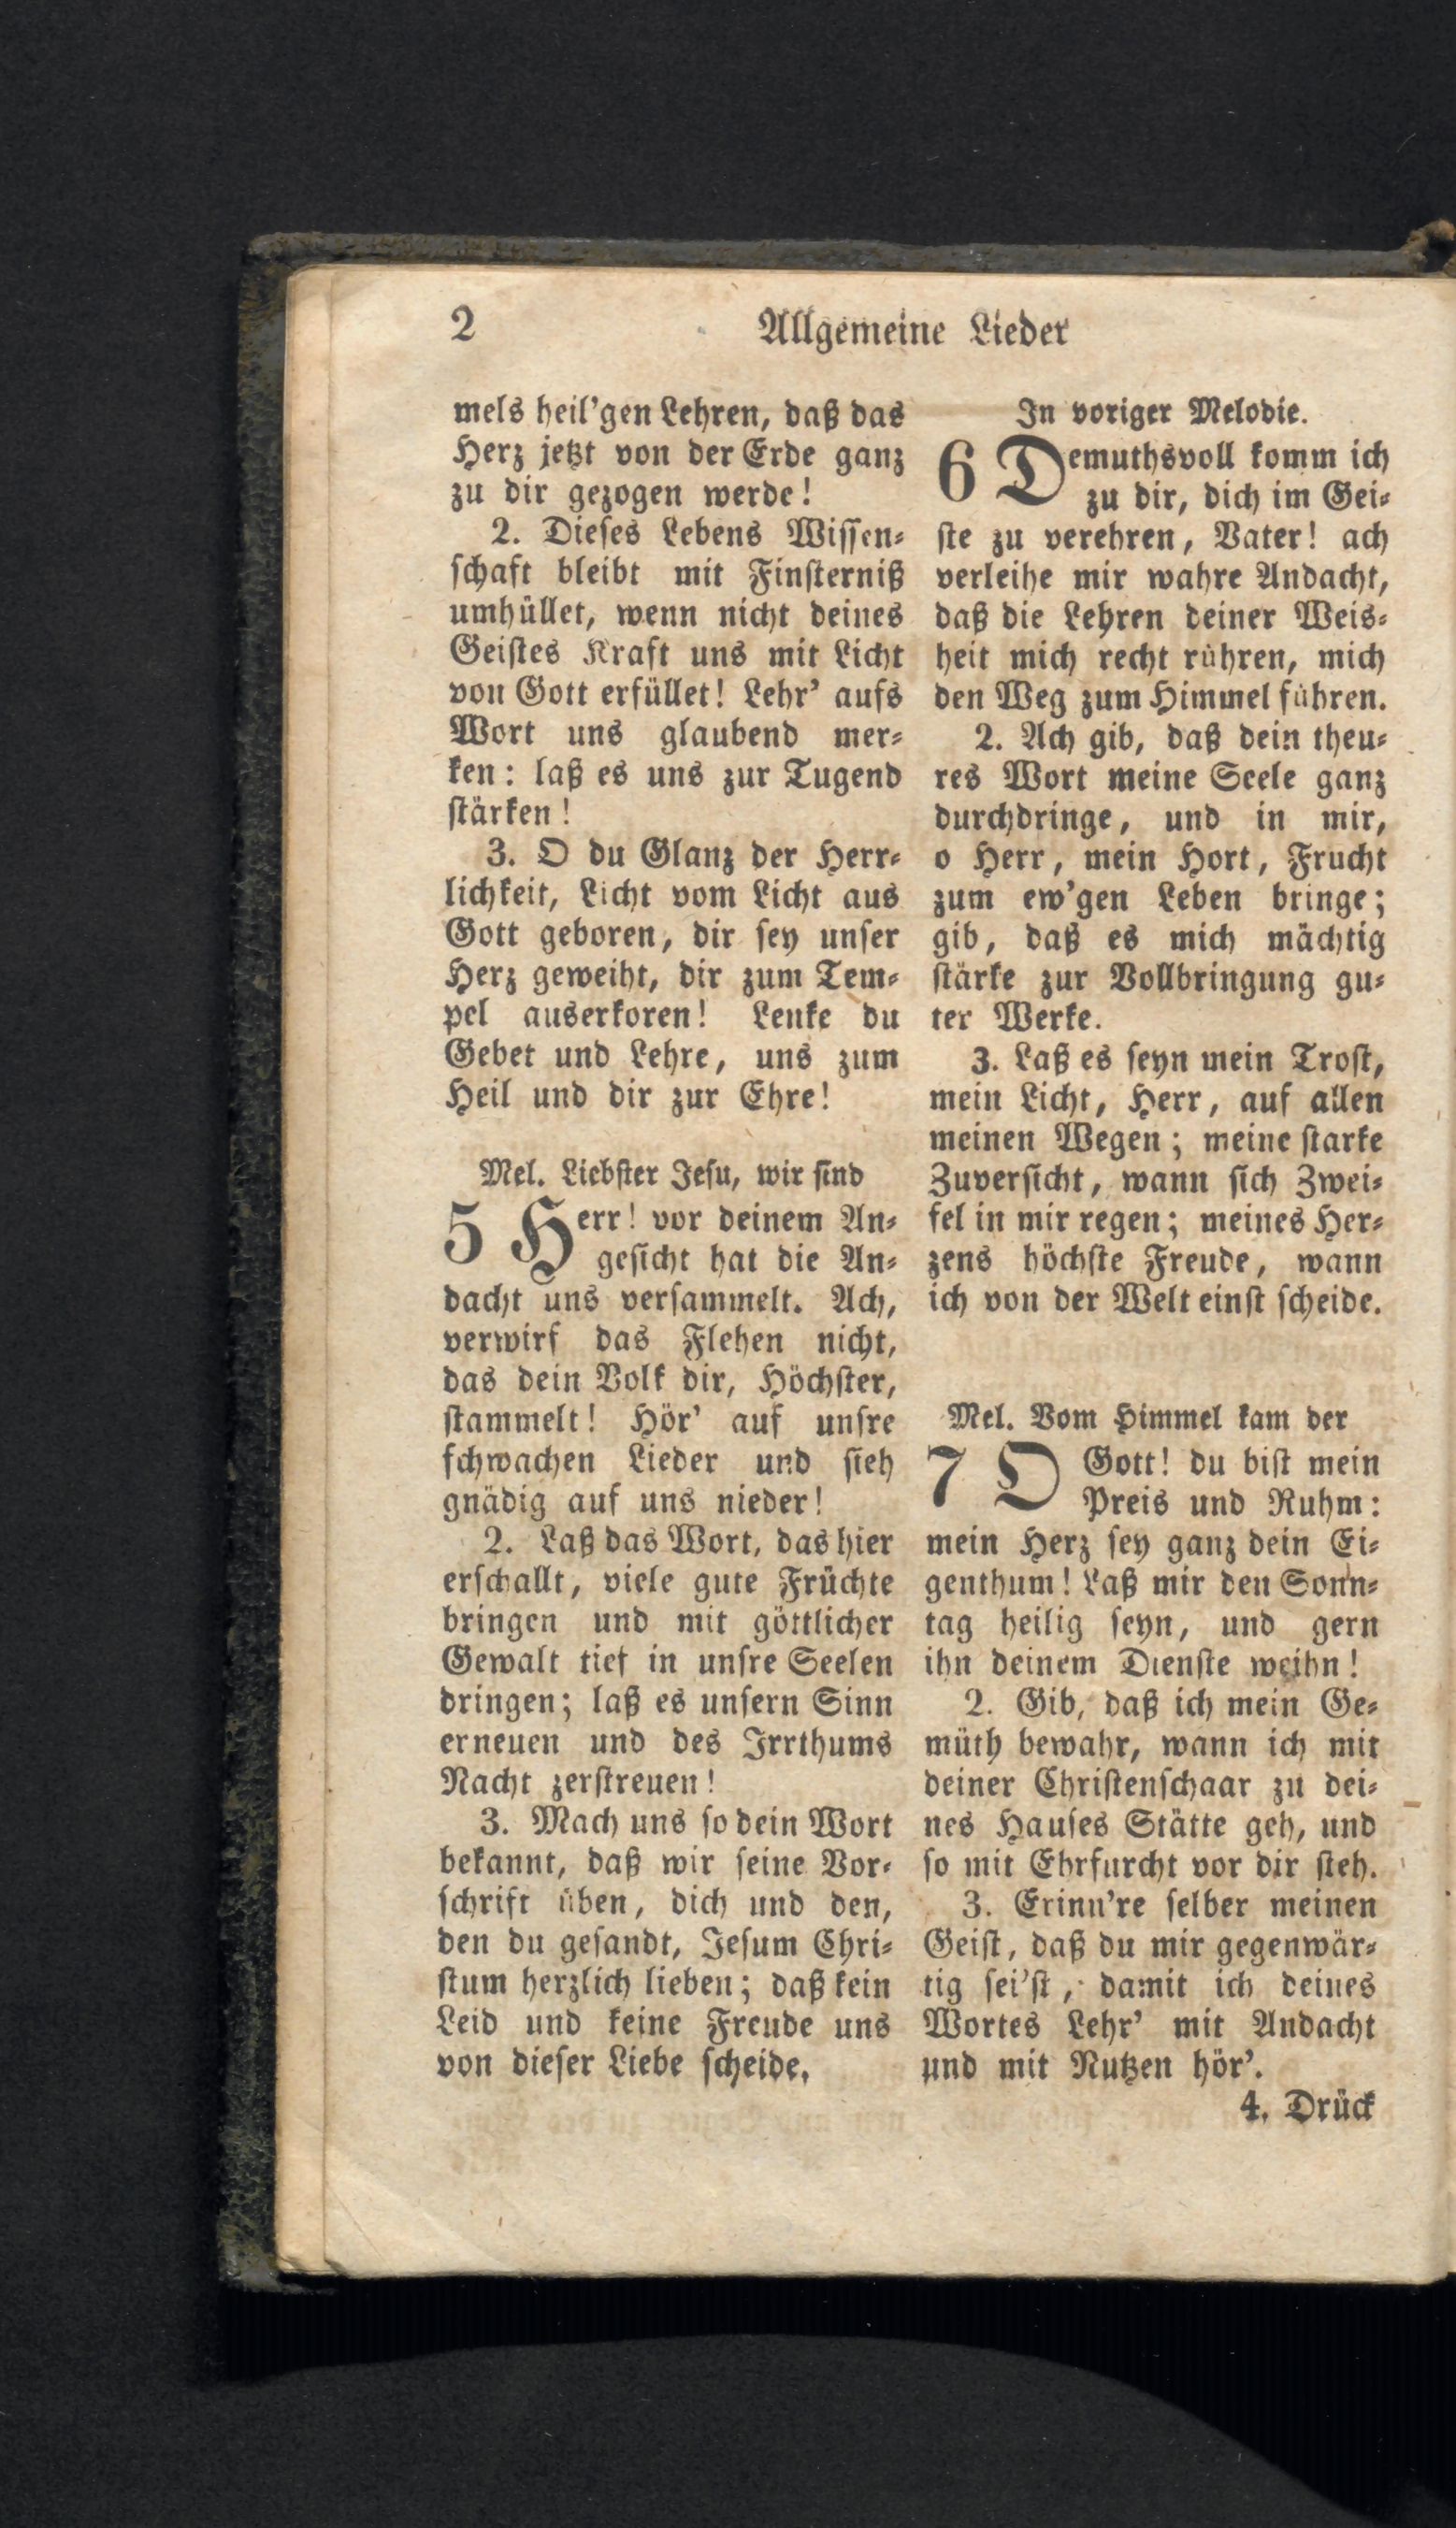 2 Allgemeine Lieder
mels heil'gen Lehren, daß das
Herz jetzt von der Erde ganz
zu dir gezogen werde!
2. Dieses Lebens Wissen-
schaft bleibt mit Finsterniß
umhüllet, wenn nicht deines
Geistes Kraft uns mit Licht
von Gott erfüllet! Lehr' aufs
Wort uns glaubend mer-
ken: laß es uns zur Tugend
stärken!
3. O du Glanz der Herr-
lichkeit, Licht vom Licht aus
Gott geboren, dir sey unser
Herz geweiht, dir zum Tem-
pel auserkoren! Lenke du
Gebet und Lehre, uns zum
Heil und dir zur Ehre!
Mel. Liebster Jesu, wir sind
5 Herr! vor deinem An-
gesicht hat die An-
dacht uns versammelt. Ach,
verwirf das Flehen nicht,
das dein Volk dir, Höchster,
stammelt! Hör' auf unsre
schwachen Lieder und sieh
gnädig auf uns nieder!
2. Laß das Wort, das hier
erschallt, viele gute Früchte
bringen und mit göttlicher
Gewalt tief in unsre Seelen
dringen; laß es unsern Sinn
erneuen und des Irrthums
Nacht zerstreuen!
3. Mach uns so dein Wort
bekannt, daß wir seine Vor-
schrift üben, dich und den,
den du gesandt, Jesum Chri-
stum herzlich lieben; daß kein
Leid und keine Freude uns
von dieser Liebe scheide.
In voriger Melodie.
6 Demuthsvoll komm ich
zu dir, dich im Gei-
ste zu verehren, Vater! ach
verleihe mir wahre Andacht,
daß die Lehren deiner Weis-
heit mich recht rühren, mich
den Weg zum Himmel führen.
2. Ach gib, daß dein theu-
res Wort meine Seele ganz
durchdringe, und in mir,
o Herr, mein Hort, Frucht
zum ew'gen Leben bringe;
gib, daß es mich mächtig
stärke zur Vollbringung gu-
ter Werke.
3. Laß es seyn mein Trost,
mein Licht, Herr, auf allen
meinen Wegen; meine starke
Zuversicht, wann sich Zwei-
fel in mir regen; meines Her-
zens höchste Freude, wann
ich von der Welt einst scheide.
Mel. Vom Himmel kam der
7 O Gott! du bist mein
Preis und Ruhm:
mein Herz sey ganz dein Ei-
genthum! Laß mir den Sonn-
tag heilig seyn, und gern
ihn deinem Dienste weihn!
2. Gib, daß ich mein Ge-
müth bewahr, wann ich mit
deiner Christenschaar zu dei-
nes Hauses Stätte geh, und
so mit Ehrfurcht vor dir steh.
3. Erinn're selber meinen
Geist, daß du mir gegenwär-
tig sei'st, damit ich deines
Wortes Lehr' mit Andacht
und mit Nutzen hör'.
4. Drück